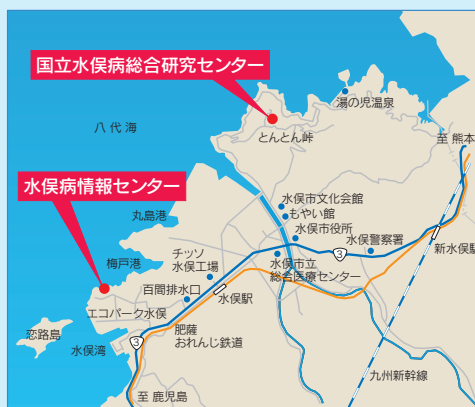 国立水俣病総合研究センター
湯の児温泉
八代海
とんとん峠
至 熊本
水俣病情報センター
水俣市文化会館
もやい館
水俣市役所
丸島港
水俣警察署
3
新水俣駅
チッソ
水俣工場
水俣市立
総合医療センター
梅戸港
百間排水口
水俣駅
エコパーク水俣
恋路島
肥薩
おれんじ鉄道
水俣湾
3
九州新幹線
至 鹿児島